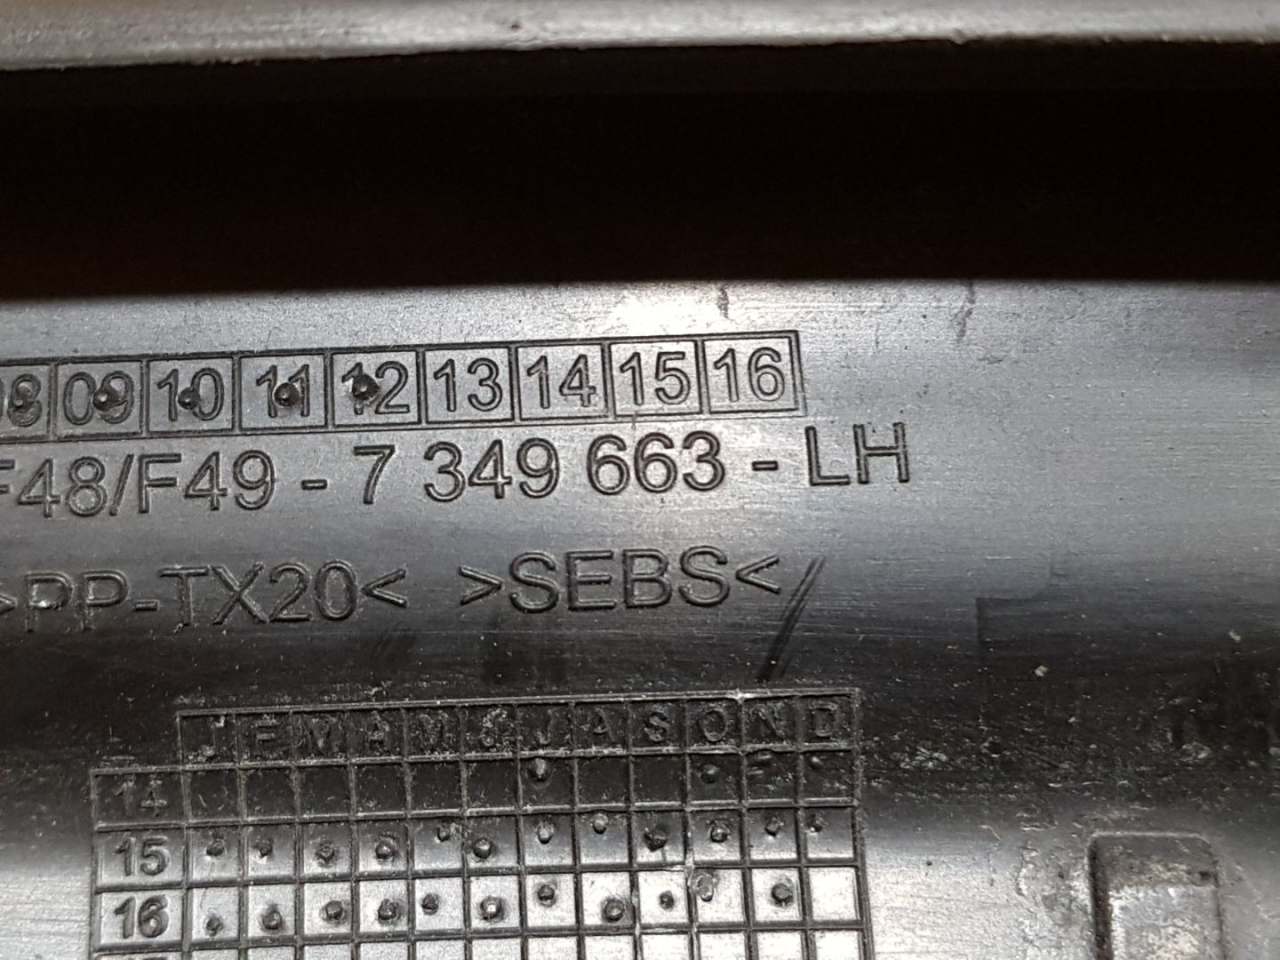 08 09 10 11 12 13 14 15 16
F48/F49 - 7 349 663 - LH
>PP-TX20< >SEBS<
J F M A M J J A S O N D
14
15
16